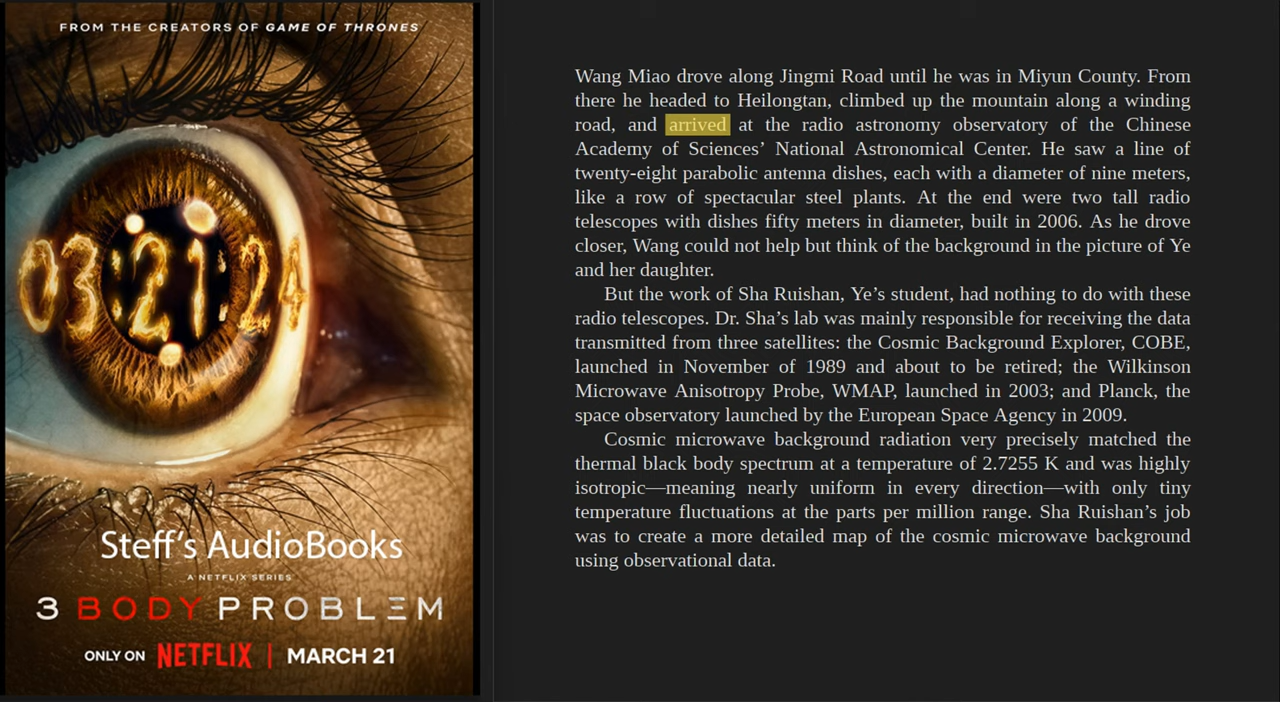 FROM THE CREATORS OF GAME OF THRONES
03:21:24
Steff's AudioBooks
A NETFLIX SERIES
3 BODY PROBLEM
ONLY ON NETFLIX | MARCH 21
Wang Miao drove along Jingmi Road until he was in Miyun County. From
there he headed to Heilongtan, climbed up the mountain along a winding
road, and arrived at the radio astronomy observatory of the Chinese
Academy of Sciences’ National Astronomical Center. He saw a line of
twenty-eight parabolic antenna dishes, each with a diameter of nine meters,
like a row of spectacular steel plants. At the end were two tall radio
telescopes with dishes fifty meters in diameter, built in 2006. As he drove
closer, Wang could not help but think of the background in the picture of Ye
and her daughter.
But the work of Sha Ruishan, Ye’s student, had nothing to do with these
radio telescopes. Dr. Sha’s lab was mainly responsible for receiving the data
transmitted from three satellites: the Cosmic Background Explorer, COBE,
launched in November of 1989 and about to be retired; the Wilkinson
Microwave Anisotropy Probe, WMAP, launched in 2003; and Planck, the
space observatory launched by the European Space Agency in 2009.
Cosmic microwave background radiation very precisely matched the
thermal black body spectrum at a temperature of 2.7255 K and was highly
isotropic—meaning nearly uniform in every direction—with only tiny
temperature fluctuations at the parts per million range. Sha Ruishan’s job
was to create a more detailed map of the cosmic microwave background
using observational data.